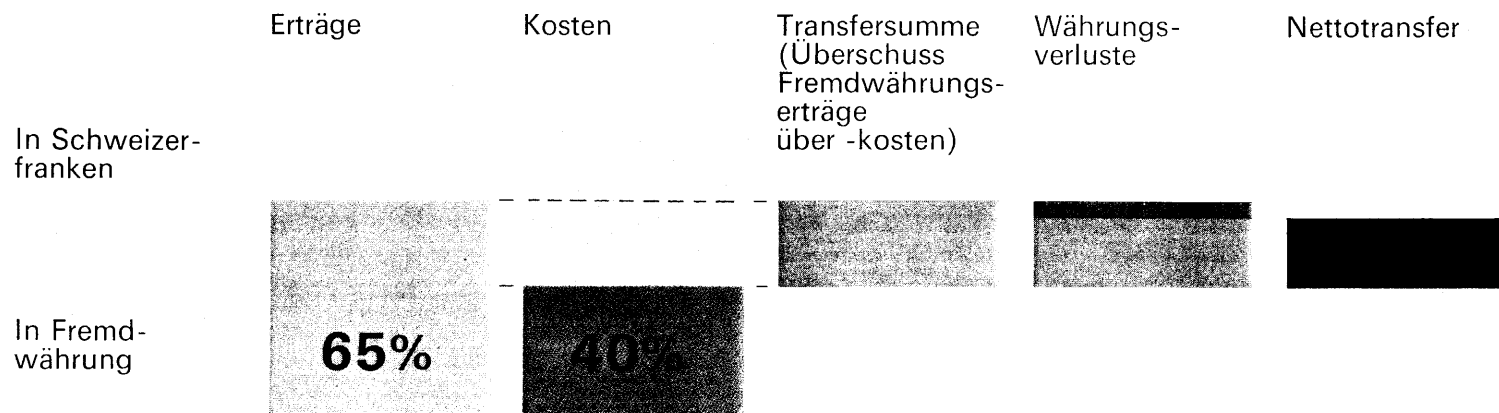 Erträge
Kosten
Transfersumme
(Überschuss
Fremdwährungs-
erträge
über -kosten)
Währungs-
verluste
Nettotransfer
In Schweizer-
franken
In Fremd-
währung
65%
40%